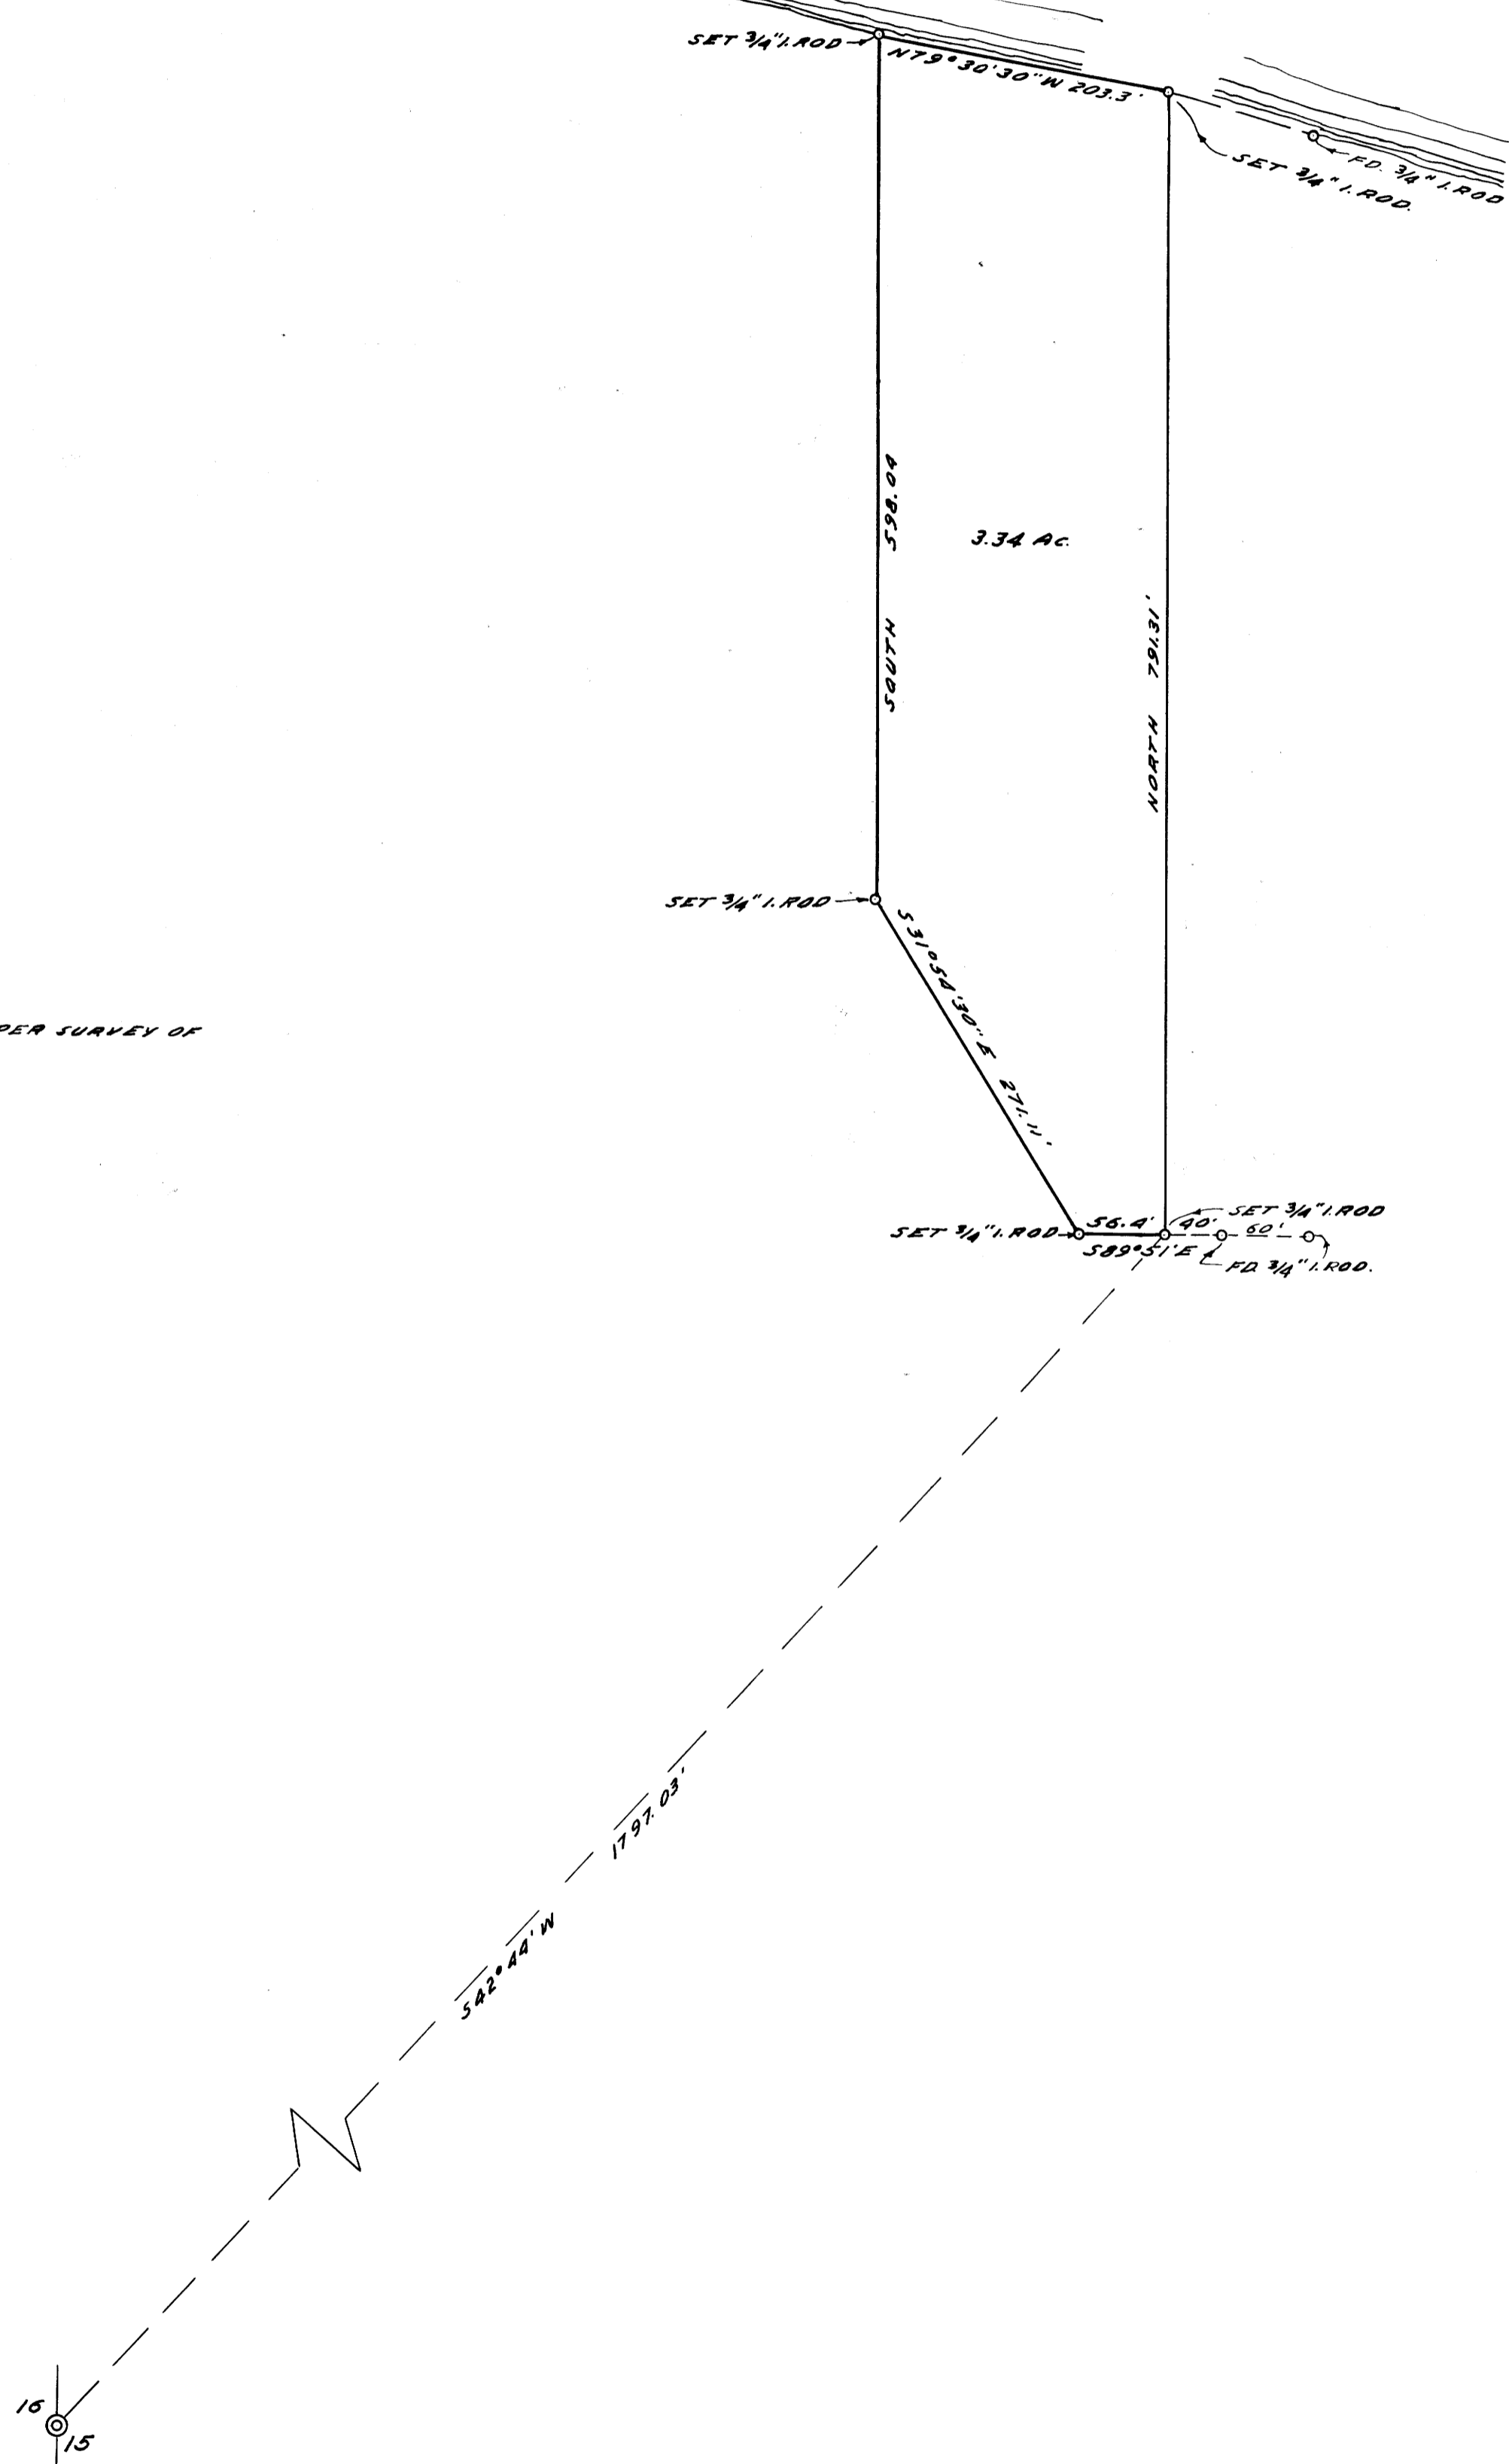 SET 3/4" I. ROD
N79°30'30"W 203.3'
FD. 3/4" I. ROD
SET 3/4" I. ROD.
SOUTH 598.04
3.34 AC.
NORTH 791.31'
SET 3/4" I. ROD
S31°54'30"E 271.11'
PER SURVEY OF
SET 3/4" I. ROD
56.4'
40'
SET 3/4" I. ROD
60'
S89°51'E
FD. 3/4" I. ROD.
1797.03'
S42°44'W
16
15